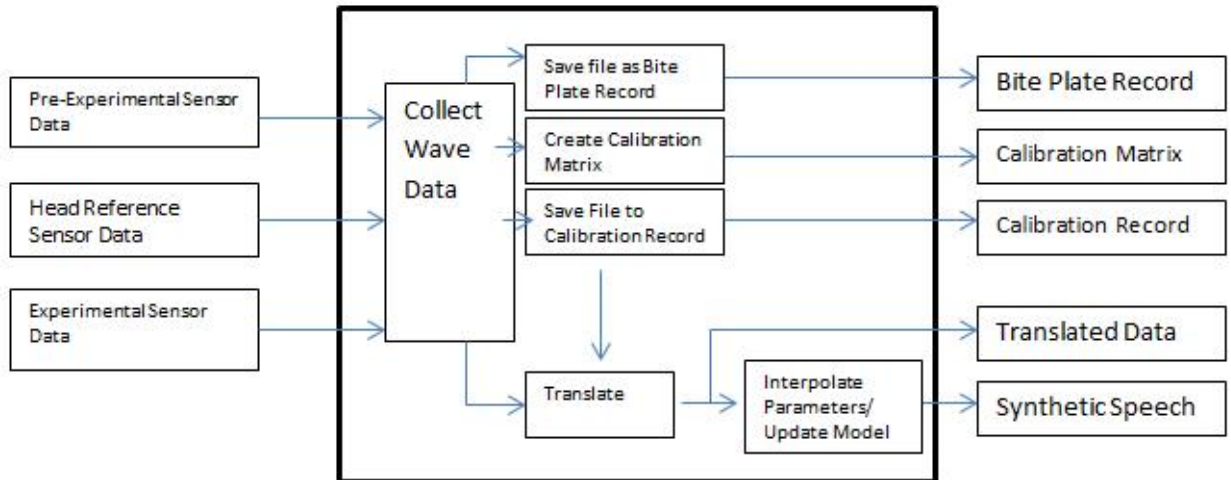 Pre-Experimental Sensor
Data
Head Reference
Sensor Data
Experimental Sensor
Data
Collect
Wave
Data
Save file as Bite
Plate Record
Create Calibration
Matrix
Save File to
Calibration Record
Translate
Interpolate
Parameters/
Update Model
Bite Plate Record
Calibration Matrix
Calibration Record
Translated Data
Synthetic Speech